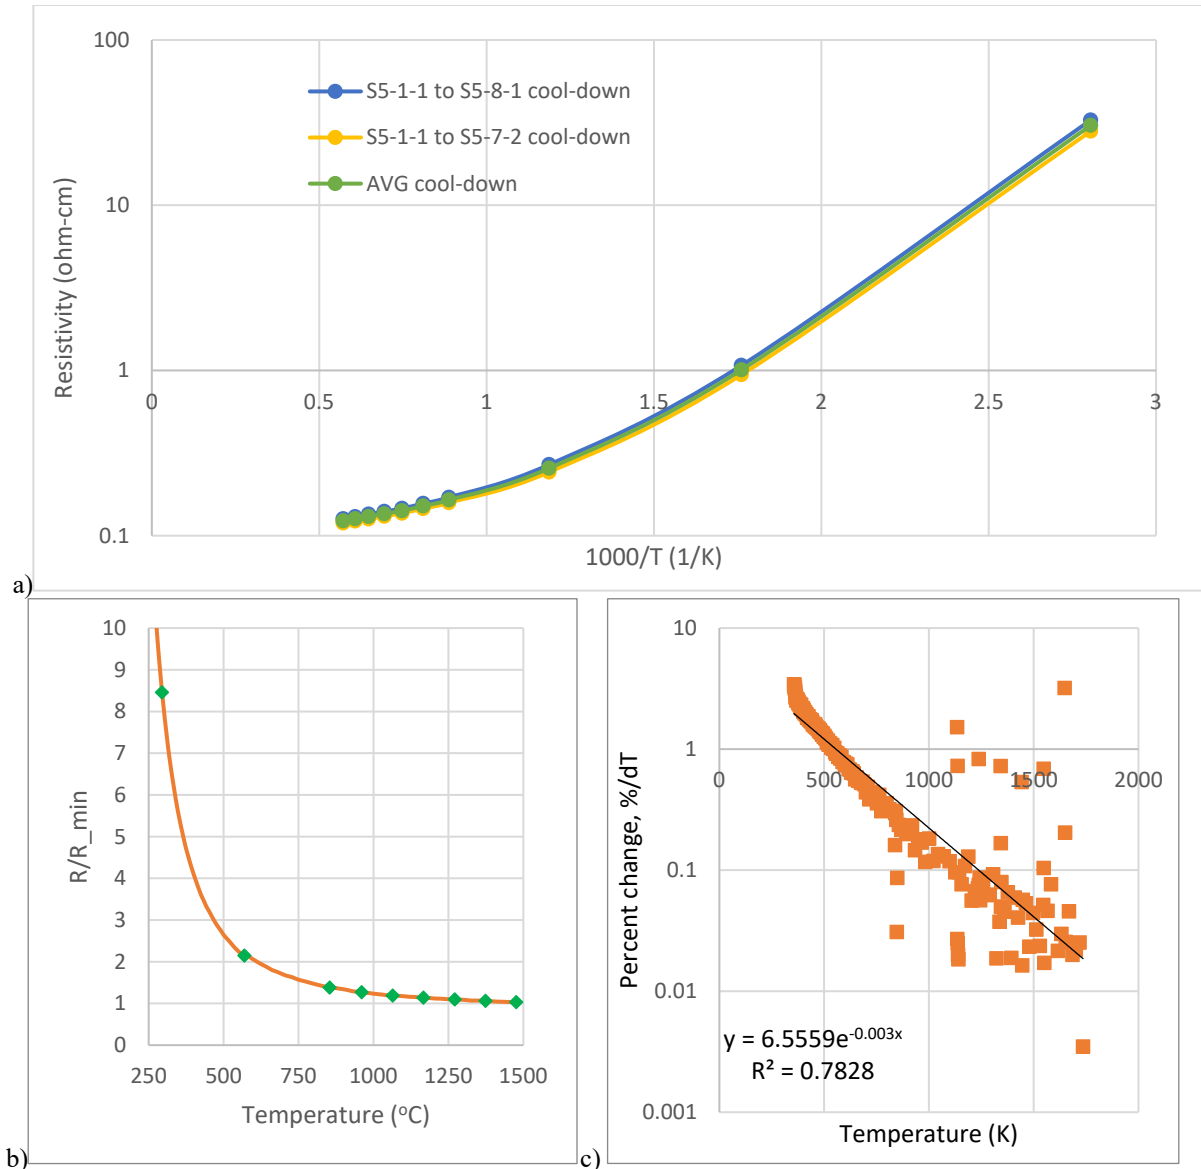 100
10
1
0.1
Resistivity (ohm-cm)
S5-1-1 to S5-8-1 cool-down
S5-1-1 to S5-7-2 cool-down
AVG cool-down
0 0.5 1 1.5 2 2.5 3
1000/T (1/K)
a)
10
9
8
7
6
5
4
3
2
1
0
R/R_min
250 500 750 1000 1250 1500
Temperature (oC)
b)
10
1
0.1
0.01
0.001
Percent change, %/dT
0 500 1000 1500 2000
y = 6.5559e-0.003x
R² = 0.7828
Temperature (K)
c)